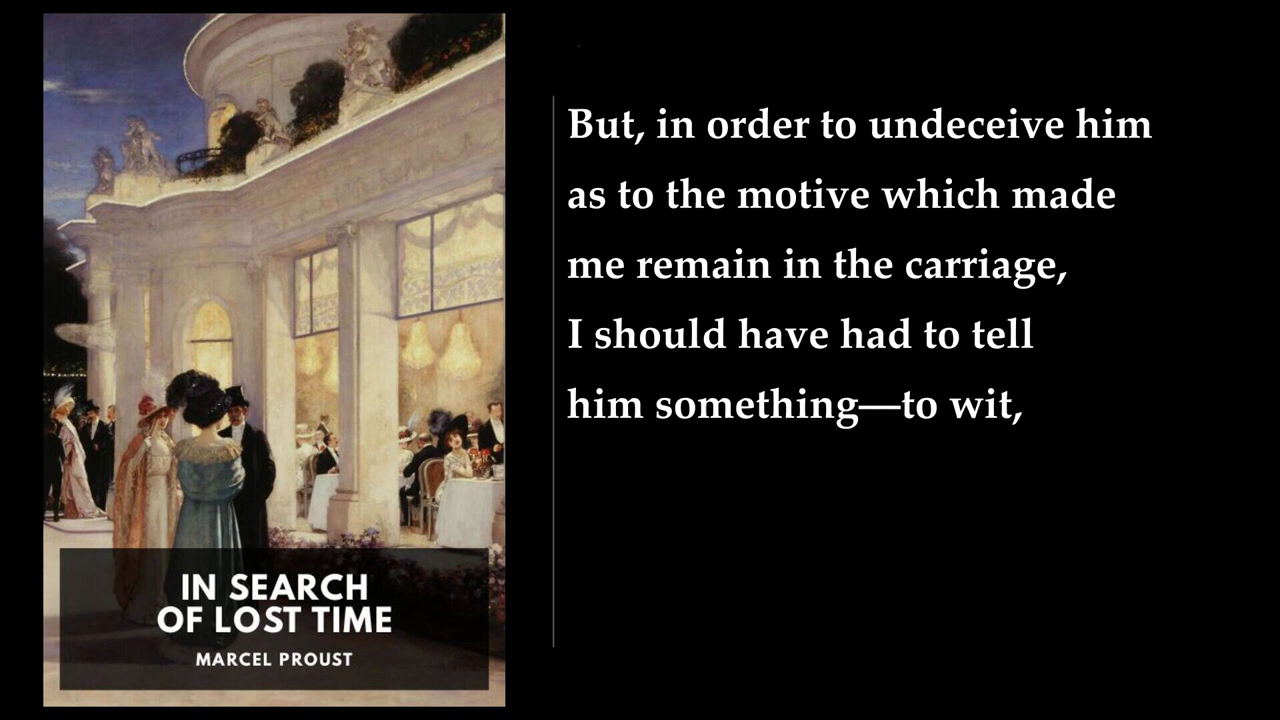 IN SEARCH
OF LOST TIME
MARCEL PROUST
But, in order to undeceive him
as to the motive which made
me remain in the carriage,
I should have had to tell
him something—to wit,